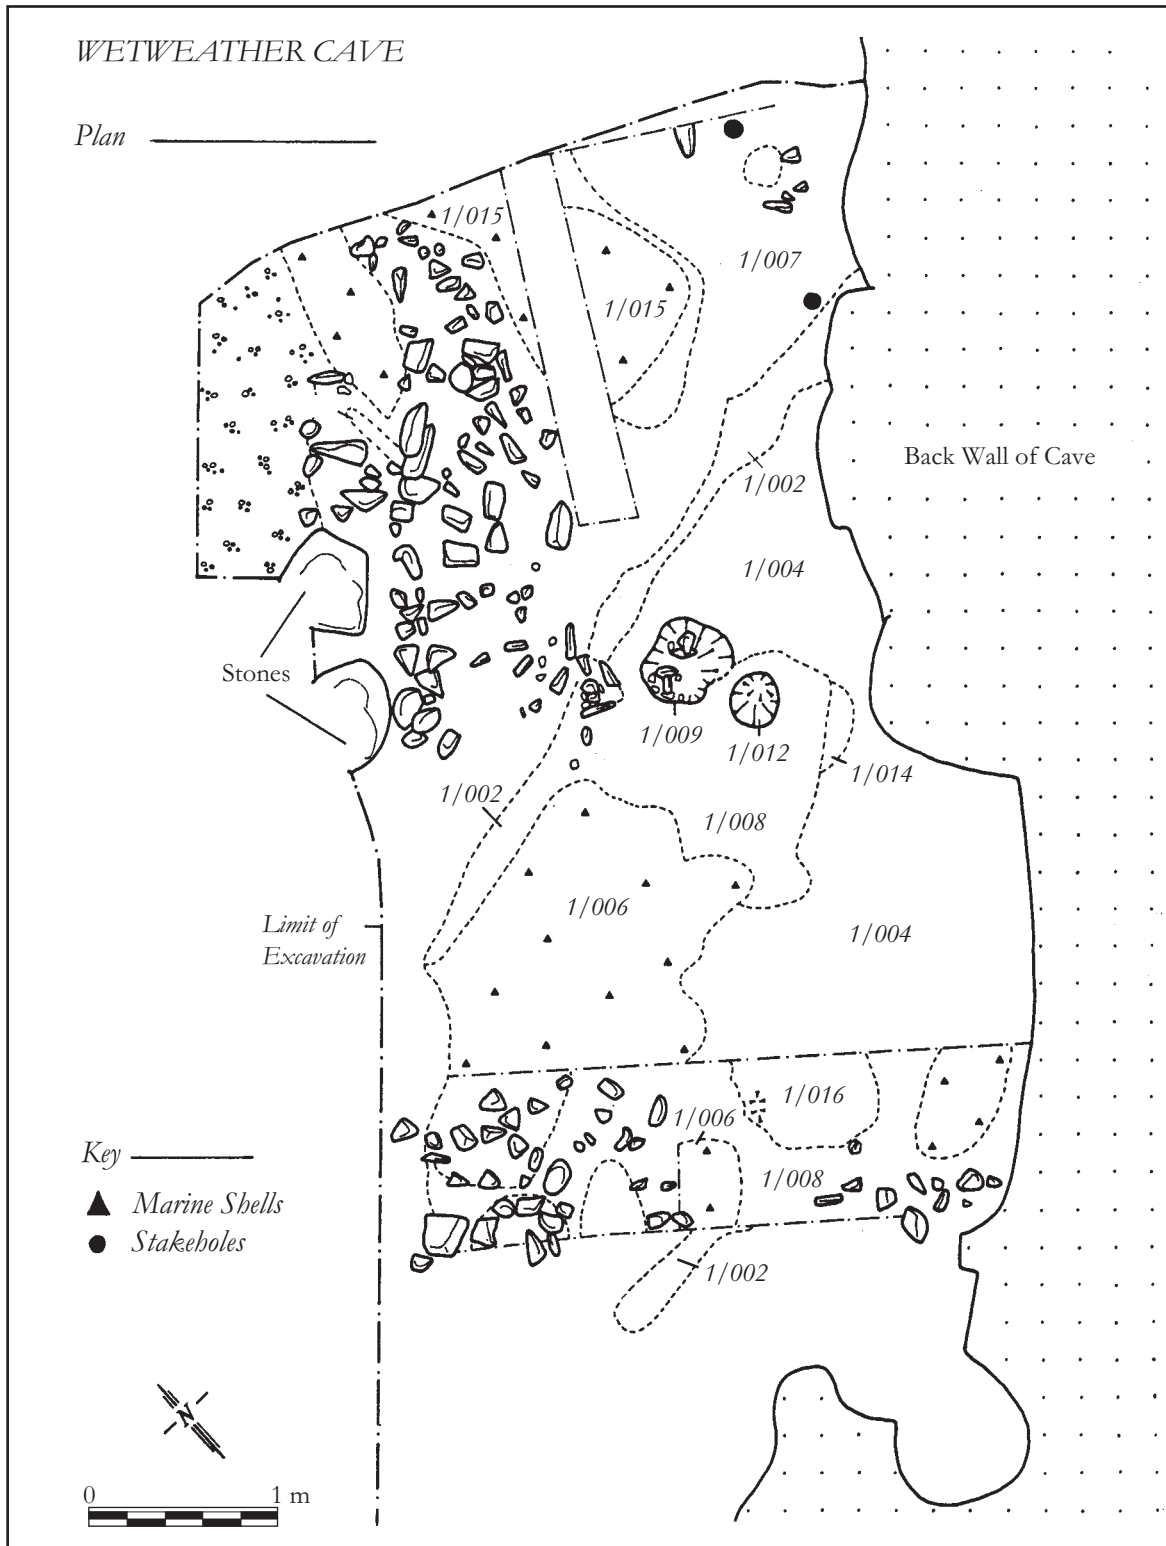 WETWEATHER CAVE
Plan
1/015
1/007
1/015
Back Wall of Cave
1/002
1/004
Stones
1/009
1/012
1/014
1/002
1/008
1/006
Limit of
Excavation
1/004
1/016
1/006
1/008
Key
Marine Shells
Stakeholes
1/002
N
0 1 m